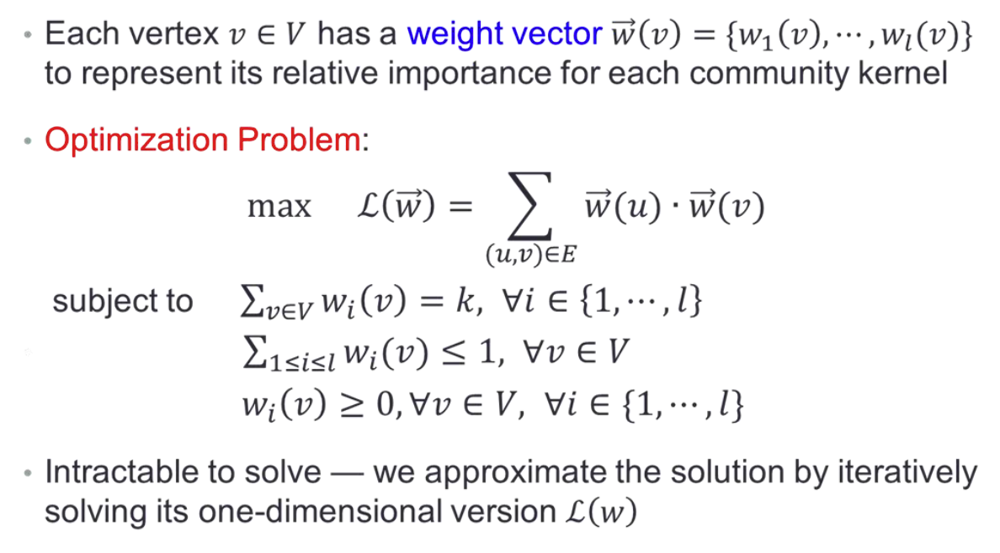 • Each vertex 𝑣 ∈ 𝑉 has a weight vector 𝑤⃗(𝑣) = {𝑤₁(𝑣), ⋯ , 𝑤ₗ(𝑣)}
to represent its relative importance for each community kernel
• Optimization Problem:
max ℒ(𝑤⃗) = ∑ 𝑤⃗(𝑢) · 𝑤⃗(𝑣)
(𝑢,𝑣)∈𝐸
subject to ∑_{𝑣∈𝑉} 𝑤ᵢ(𝑣) = 𝑘, ∀𝑖 ∈ {1, ⋯ , 𝑙}
∑_{1≤𝑖≤𝑙} 𝑤ᵢ(𝑣) ≤ 1, ∀𝑣 ∈ 𝑉
𝑤ᵢ(𝑣) ≥ 0, ∀𝑣 ∈ 𝑉, ∀𝑖 ∈ {1, ⋯ , 𝑙}
• Intractable to solve — we approximate the solution by iteratively
solving its one-dimensional version ℒ(𝑤)